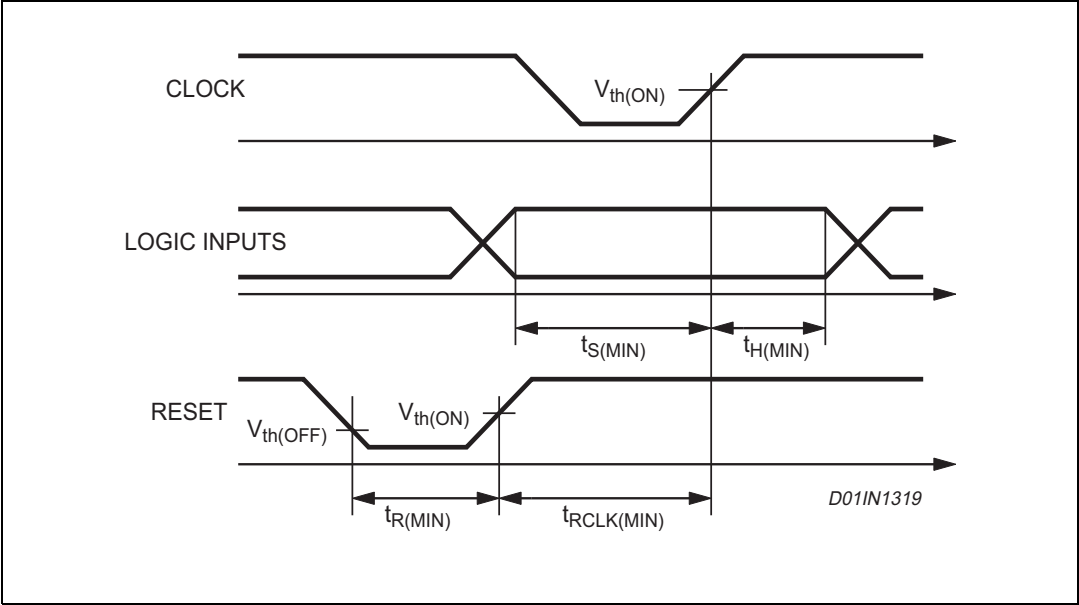 CLOCK
Vth(ON)
LOGIC INPUTS
tS(MIN)
tH(MIN)
RESET
Vth(OFF)
Vth(ON)
tR(MIN)
tRCLK(MIN)
D01IN1319